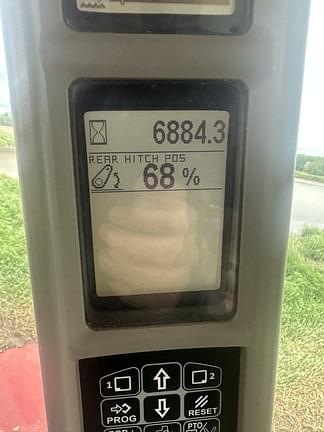 6884.3
REAR HITCH POS
68 %
1 2
PROG RESET
PTO